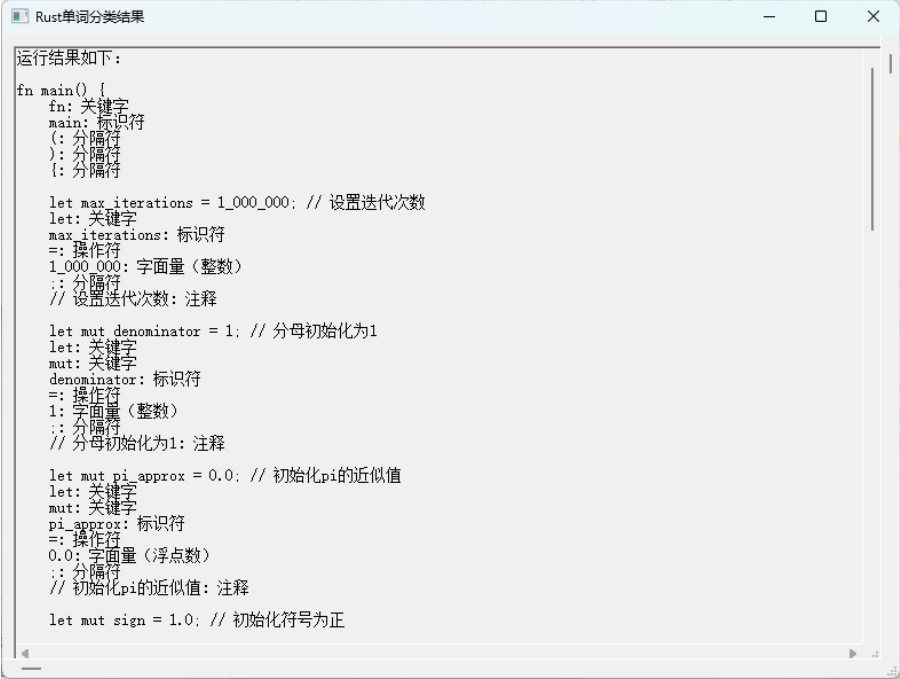 Rust单词分类结果
运行结果如下:
fn main() {
fn: 关键字
main: 标识符
(: 分隔符
): 分隔符
{: 分隔符
let max_iterations = 1_000_000; // 设置迭代次数
let: 关键字
max_iterations: 标识符
=: 操作符
1_000_000: 字面量（整数）
;: 分隔符
// 设置迭代次数: 注释
let mut denominator = 1; // 分母初始化为1
let: 关键字
mut: 关键字
denominator: 标识符
=: 操作符
1: 字面量（整数）
;: 分隔符
// 分母初始化为1: 注释
let mut pi_approx = 0.0; // 初始化pi的近似值
let: 关键字
mut: 关键字
pi_approx: 标识符
=: 操作符
0.0: 字面量（浮点数）
;: 分隔符
// 初始化pi的近似值: 注释
let mut sign = 1.0; // 初始化符号为正